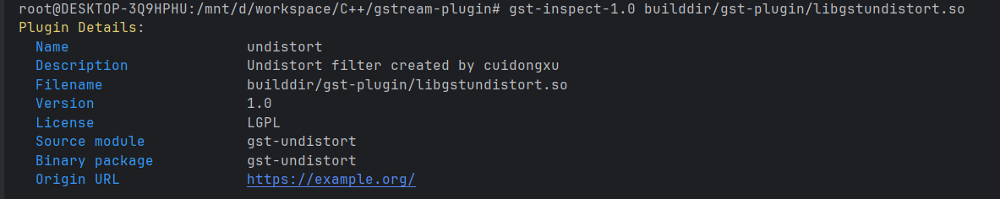 root@DESKTOP-3Q9HPHU:/mnt/d/workspace/C++/gstream-plugin# gst-inspect-1.0 builddir/gst-plugin/libgstundistort.so
Plugin Details:
  Name                     undistort
  Description              Undistort filter created by cuidongxu
  Filename                 builddir/gst-plugin/libgstundistort.so
  Version                  1.0
  License                  LGPL
  Source module            gst-undistort
  Binary package           gst-undistort
  Origin URL               https://example.org/